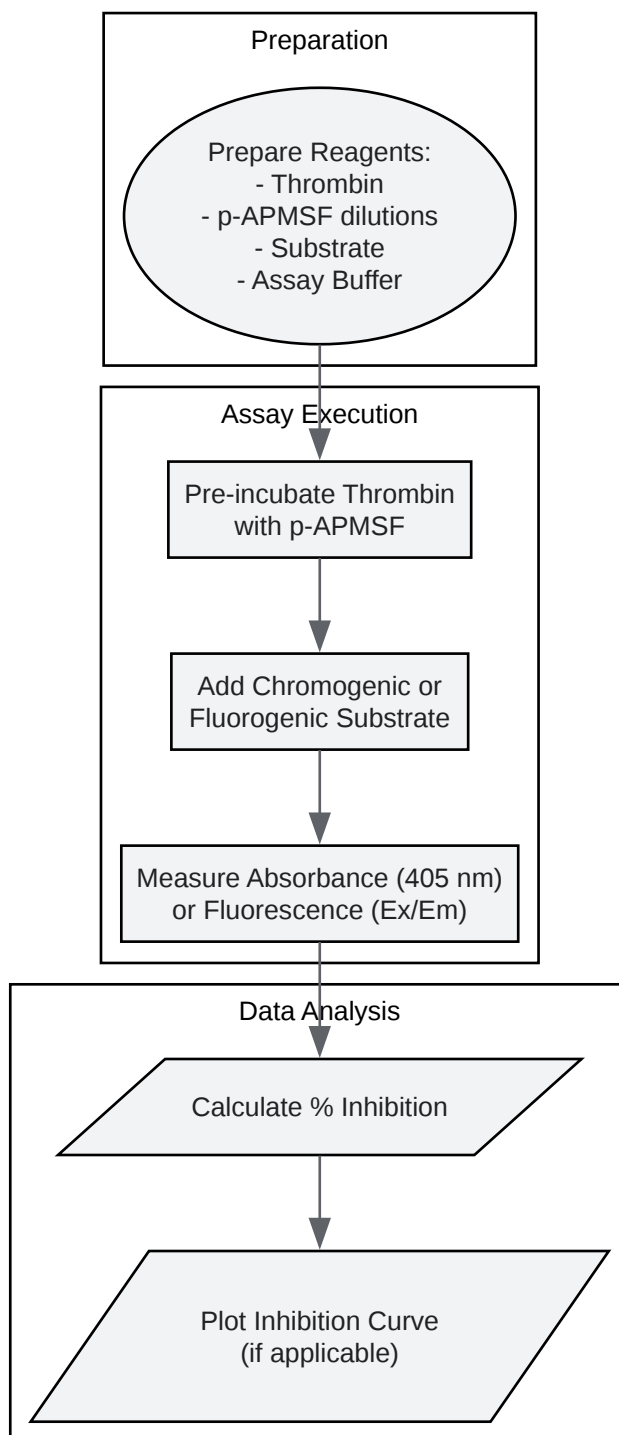 Preparation
Prepare Reagents:
- Thrombin
- p-APMSF dilutions
- Substrate
- Assay Buffer
Assay Execution
Pre-incubate Thrombin
with p-APMSF
Add Chromogenic or
Fluorogenic Substrate
Measure Absorbance (405 nm)
or Fluorescence (Ex/Em)
Data Analysis
Calculate % Inhibition
Plot Inhibition Curve
(if applicable)